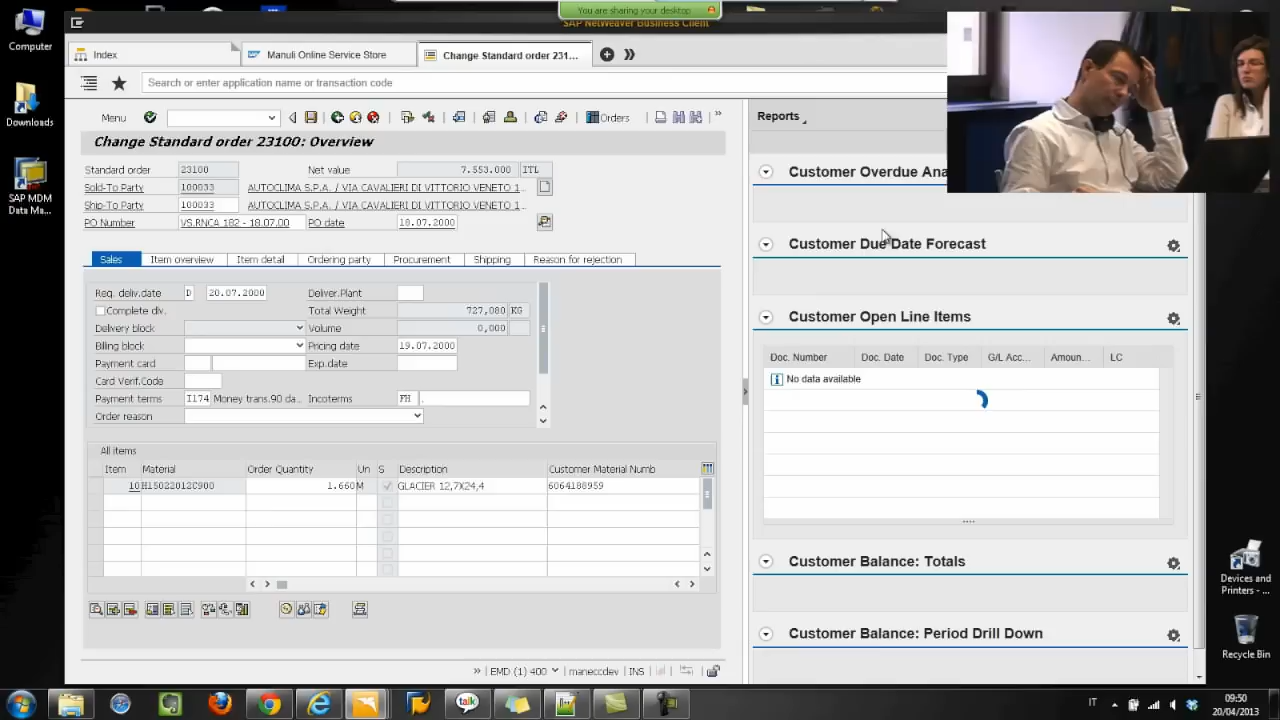 You are sharing your desktop
SAP NetWeaver Business Client
Computer
Downloads
SAP MDM
Data Ma...
Index
Manuli Online Service Store
Change Standard order 231...
Search or enter application name or transaction code
Menu
Orders
Change Standard order 23100: Overview
Standard order 23100 Net value 7.553.000 ITL
Sold-To Party 100033 AUTOCLIMA S.P.A. / VIA CAVALIERI DI VITTORIO VENETO 1...
Ship-To Party 100033 AUTOCLIMA S.P.A. / VIA CAVALIERI DI VITTORIO VENETO 1...
PO Number VS.RNCA 182 - 18.07.00 PO date 18.07.2000
Sales Item overview Item detail Ordering party Procurement Shipping Reason for rejection
Req. deliv.date D 20.07.2000 Deliver.Plant
Complete dlv. Total Weight 727,080 KG
Delivery block Volume 0,000
Billing block Pricing date 19.07.2000
Payment card Exp.date
Card Verif.Code
Payment terms I174 Money trans.90 da... Incoterms FH .
Order reason
All items
Item Material Order Quantity Un S Description Customer Material Numb
10 H15022012C900 1.660 M GLACIER 12,7X24,4 6064188959
EMD (1) 400 maneccdev INS
Reports
Customer Overdue Ana
Customer Due Date Forecast
Customer Open Line Items
Doc. Number Doc. Date Doc. Type G/L Acc... Amoun... LC
No data available
Customer Balance: Totals
Customer Balance: Period Drill Down
Devices and
Printers - ...
Recycle Bin
talk
IT
09:50
20/04/2013